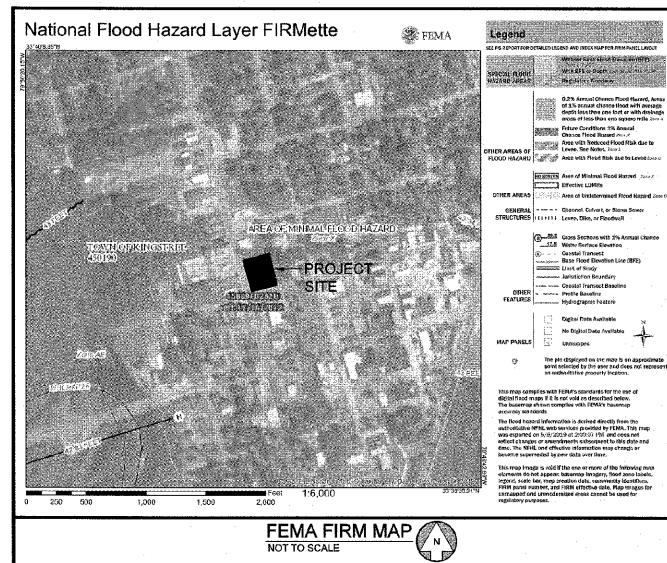 National Flood Hazard Layer FIRMette
FEMA
Legend
SEE FIS REPORT FOR DETAILED LEGEND AND INDEX MAP FOR FIRM PANEL LAYOUT
SPECIAL FLOOD
HAZARD AREAS
With BFE or Depth
Regulatory Floodway
0.2% Annual Chance Flood Hazard, Areas
of 1% annual chance flood with average
depth less than one foot or with drainage
areas of less than one square mile Zone X
Future Conditions 1% Annual
Chance Flood Hazard Zone X
Area with Reduced Flood Risk due to
Levee. See Notes. Zone X
Area with Flood Risk due to Levee Zone D
OTHER AREAS OF
FLOOD HAZARD
Area of Minimal Flood Hazard Zone X
Effective LOMRs
OTHER AREAS
Area of Undetermined Flood Hazard Zone D
GENERAL
STRUCTURES
Channel, Culvert, or Storm Sewer
Levee, Dike, or Floodwall
Cross Sections with 1% Annual Chance
Water Surface Elevation
Coastal Transect
Base Flood Elevation Line (BFE)
Limit of Study
Jurisdiction Boundary
Coastal Transect Baseline
OTHER
FEATURES
Profile Baseline
Hydrographic Feature
Digital Data Available
No Digital Data Available
MAP PANELS
Unmapped
The pin displayed on the map is an approximate
point selected by the user and does not represent
an authoritative property location.
This map complies with FEMA's standards for the use of
digital flood maps if it is not void as described below.
The basemap shown complies with FEMA's basemap
accuracy standards
The flood hazard information is derived directly from the
authoritative NFHL web services provided by FEMA. This map
was exported on and does not
reflect changes or amendments subsequent to this date and
time. The NFHL and effective information may change or
become superseded by new data over time.
This map image is void if the one or more of the following map
elements do not appear: basemap imagery, flood zone labels,
legend, scale bar, map creation date, community identifiers,
FIRM panel number, and FIRM effective date. Map images for
unmapped and unmodernized areas cannot be used for
regulatory purposes.
AREA OF MINIMAL FLOOD HAZARD
TOWN OF KINGSTREE
450190
PROJECT
SITE
0 250 500 1,000 1,500 2,000 Feet 1:6,000
FEMA FIRM MAP
NOT TO SCALE
N